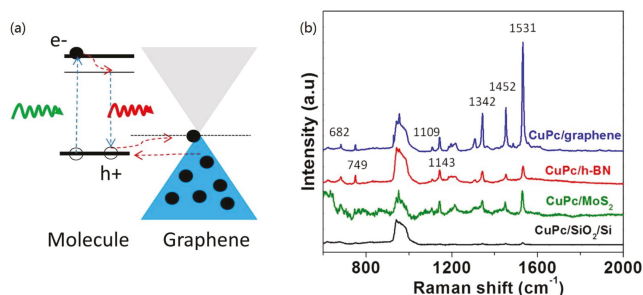 (a)
e-
h+
Molecule Graphene
(b)
Intensity (a.u)
1531
1452
1342
682
1109
CuPc/graphene
749
1143
CuPc/h-BN
CuPc/MoS₂
CuPc/SiO₂/Si
800 1200 1600 2000
Raman shift (cm⁻¹)